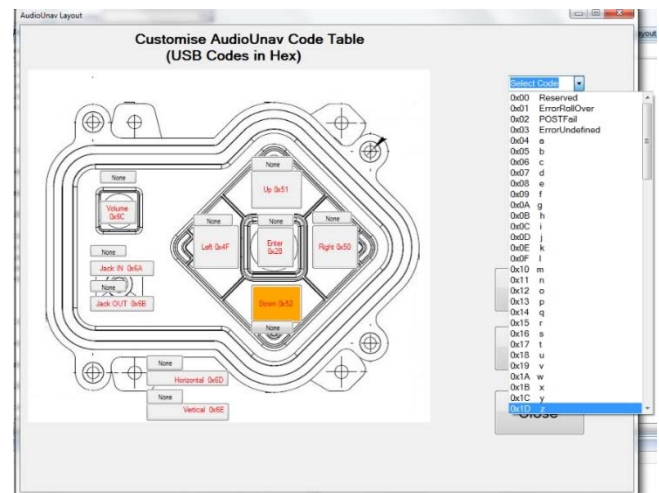 AudioUnav Layout
Customise AudioUnav Code Table
(USB Codes in Hex)
None
Up 0x51
None
Volume
0x6C
None
Left 0x4F
None
Enter
0x28
None
Right 0x50
None
Jack IN 0x6A
None
Jack OUT 0x6B
Down 0x52
None
None
Horizontal 0x6D
None
Vertical 0x6E
Select Code
0x00 Reserved
0x01 ErrorRollOver
0x02 POSTFail
0x03 ErrorUndefined
0x04 a
0x05 b
0x06 c
0x07 d
0x08 e
0x09 f
0x0A g
0x0B h
0x0C i
0x0D j
0x0E k
0x0F l
0x10 m
0x11 n
0x12 o
0x13 p
0x14 q
0x15 r
0x16 s
0x17 t
0x18 u
0x19 v
0x1A w
0x1B x
0x1C y
0x1D z
Close